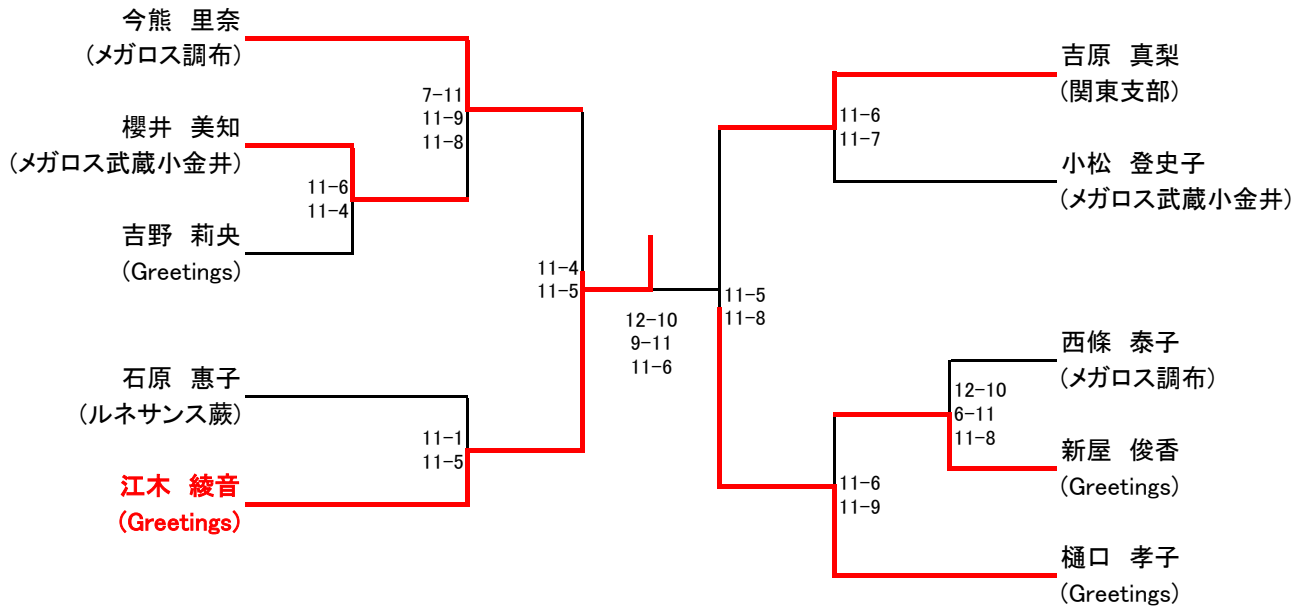 今熊　里奈
(メガロス調布)
櫻井　美知
(メガロス武蔵小金井)
吉野　莉央
(Greetings)
石原　惠子
(ルネサンス蕨)
江木　綾音
(Greetings)
7-11
11-9
11-8
11-6
11-4
11-4
11-5
11-1
11-5
12-10
9-11
11-6
11-5
11-8
11-6
11-7
12-10
6-11
11-8
11-6
11-9
吉原　真梨
(関東支部)
小松　登史子
(メガロス武蔵小金井)
西條　泰子
(メガロス調布)
新屋　俊香
(Greetings)
樋口　孝子
(Greetings)